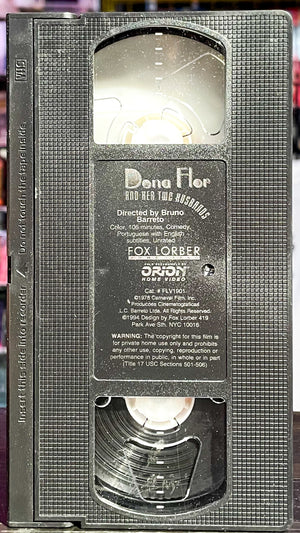 VHS
Insert this side into recorder
Do not touch the tape inside
Dona Flor
AND HER TWO HUSBANDS
Directed by Bruno
Barreto
Color, 106 minutes, Comedy,
Portuguese with English
subtitles, Unrated
FOX LORBER
ORION
HOME VIDEO
Cat. # FLV1901
©1978 Carnaval Film, Inc.
Producoes Cinematograficad
L.C. Barreto Ltda. All Rights Reserved.
©1994 Design by Fox Lorber 419
Park Ave Sth. NYC 10016
WARNING: The copyright for this film is
for private home use only and prohibits
any other use, copying, reproduction or
performance in public, in whole or in part
(Title 17 USC Sections 501-506)